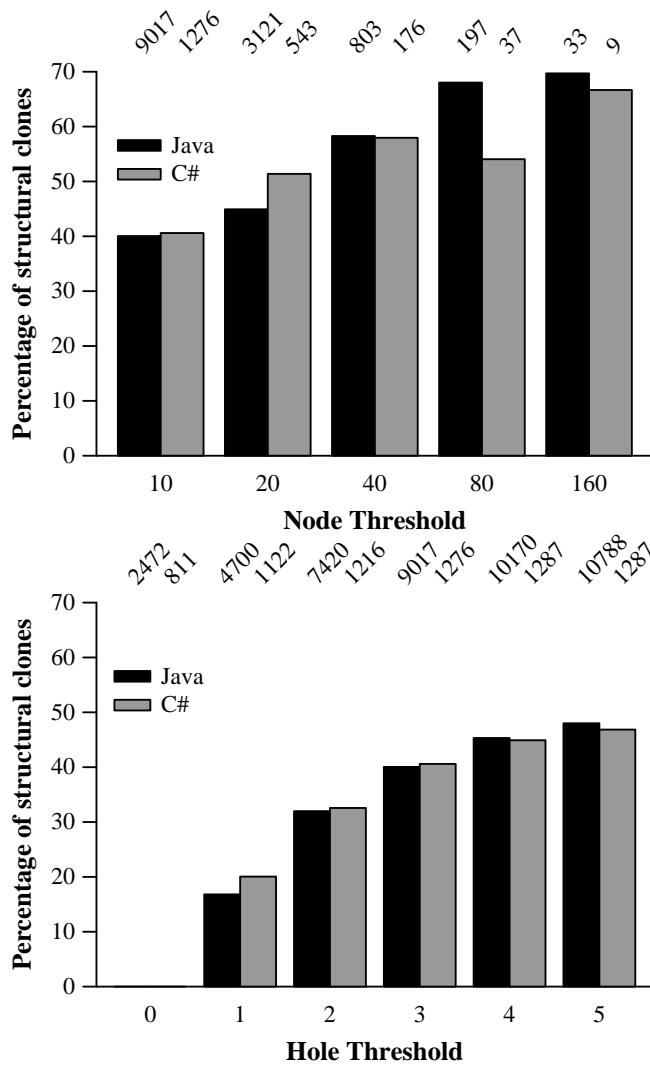 9017 1276 3121 543 803 176 197 37 33 9
70
60
50
40
30
20
10
0
Percentage of structural clones
Java
C#
10 20 40 80 160
Node Threshold
2472 811 4700 1122 7420 1216 9017 1276 10170 1287 10788 1287
70
60
50
40
30
20
10
0
Percentage of structural clones
Java
C#
0 1 2 3 4 5
Hole Threshold